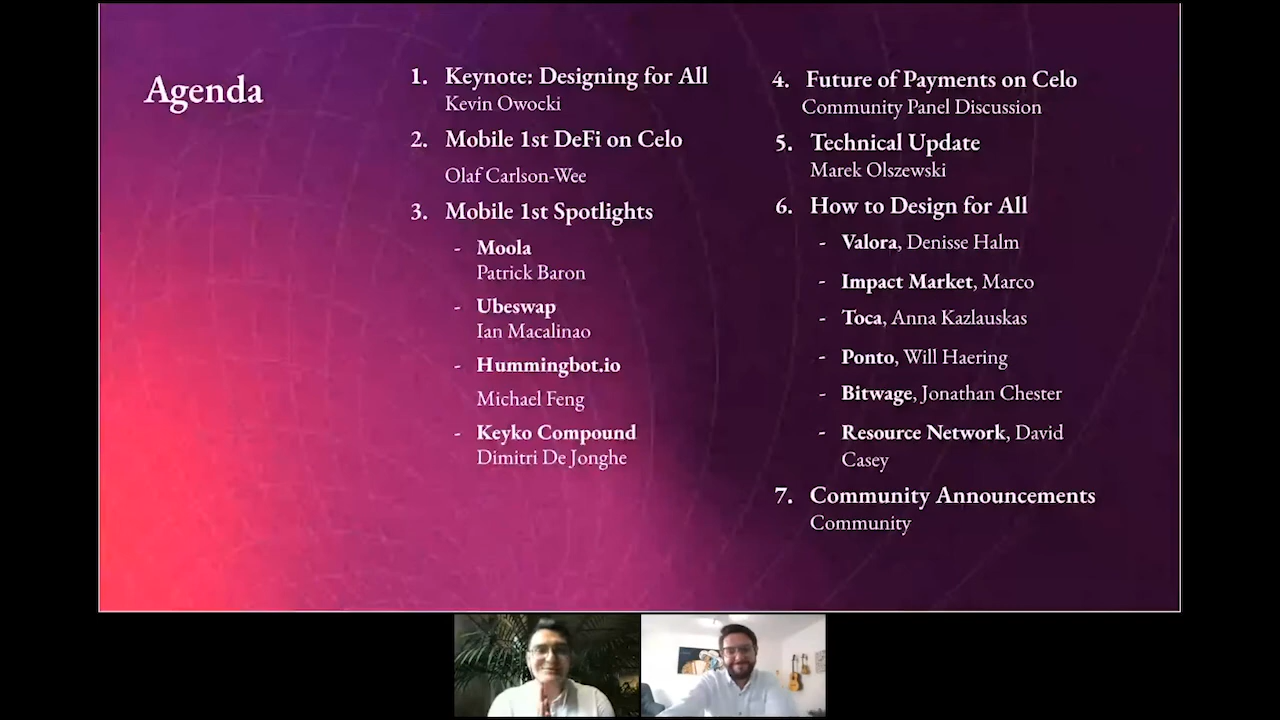 Agenda
1. Keynote: Designing for All
Kevin Owocki
2. Mobile 1st DeFi on Celo
Olaf Carlson-Wee
3. Mobile 1st Spotlights
- Moola
Patrick Baron
- Ubeswap
Ian Macalinao
- Hummingbot.io
Michael Feng
- Keyko Compound
Dimitri De Jonghe
4. Future of Payments on Celo
Community Panel Discussion
5. Technical Update
Marek Olszewski
6. How to Design for All
- Valora, Denisse Halm
- Impact Market, Marco
- Toca, Anna Kazlauskas
- Ponto, Will Haering
- Bitwage, Jonathan Chester
- Resource Network, David
Casey
7. Community Announcements
Community